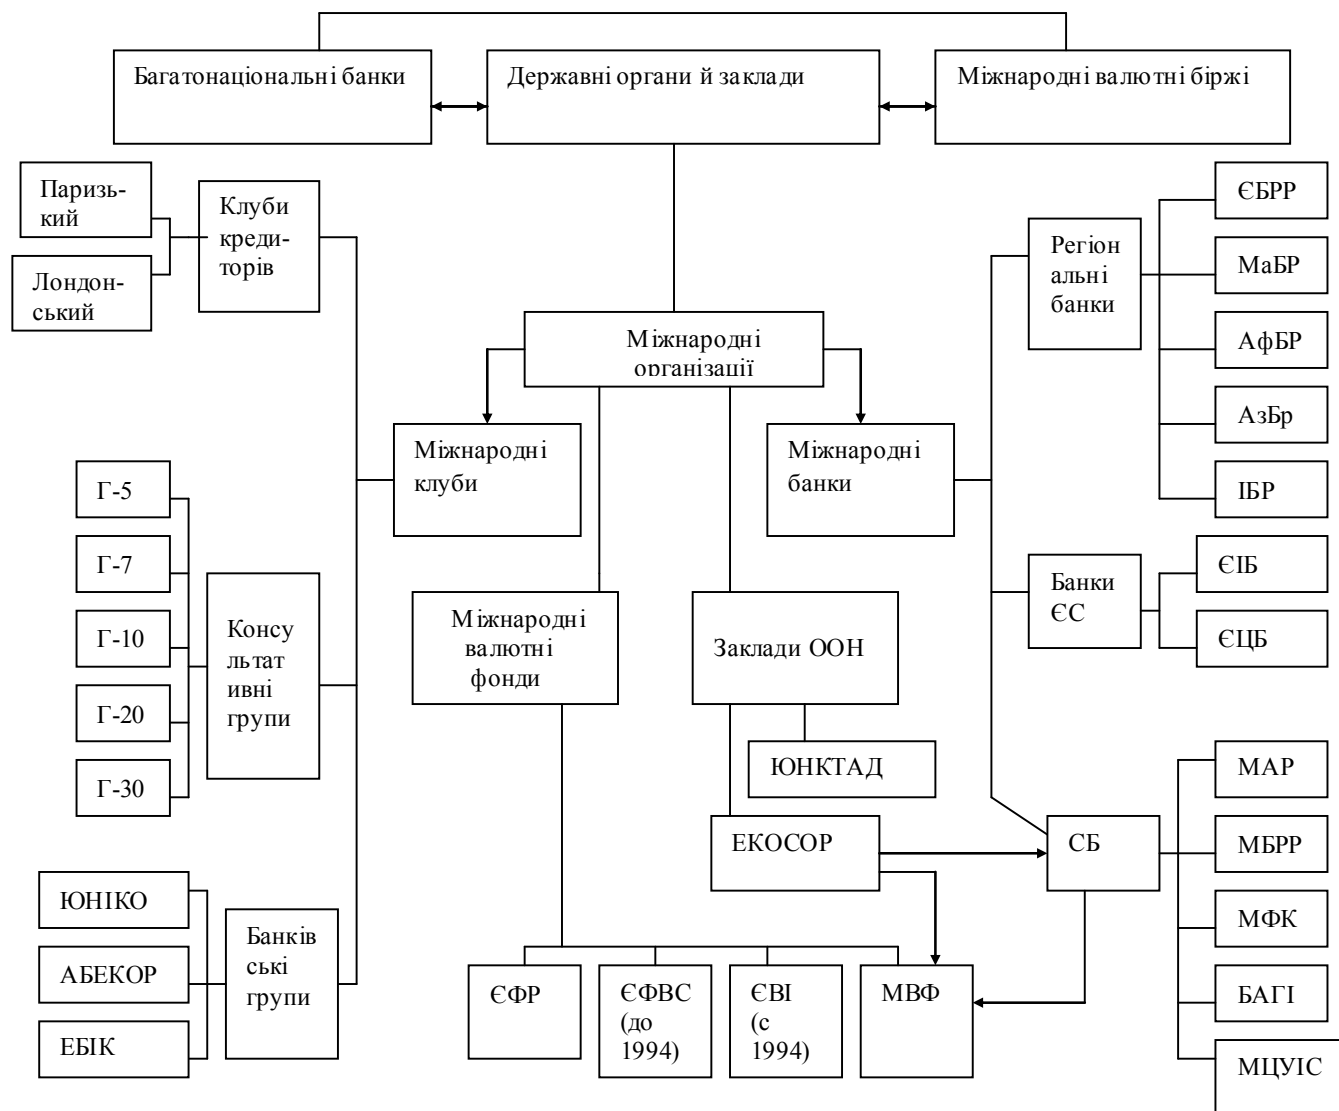 Багатонаціональні банки
Державні органи й заклади
Міжнародні валютні біржі
Паризь-
кий
Лондон-
ський
Клуби
креди-
торів
Регіон
альні
банки
ЄБРР
МаБР
АфБР
АзБр
ІБР
Міжнародні
організації
Міжнародні
клуби
Міжнародні
банки
Г-5
Г-7
Г-10
Г-20
Г-30
Консу
льтат
ивні
групи
Міжнародні
валютні
фонди
Заклади ООН
Банки
ЄС
ЄІБ
ЄЦБ
ЮНКТАД
ЕКОСОР
СБ
МАР
МБРР
МФК
БАГІ
МЦУІС
ЮНІКО
АБЕКОР
ЕБІК
Банків
ські
групи
ЄФР
ЄФВС
(до
1994)
ЄВІ
(с
1994)
МВФ